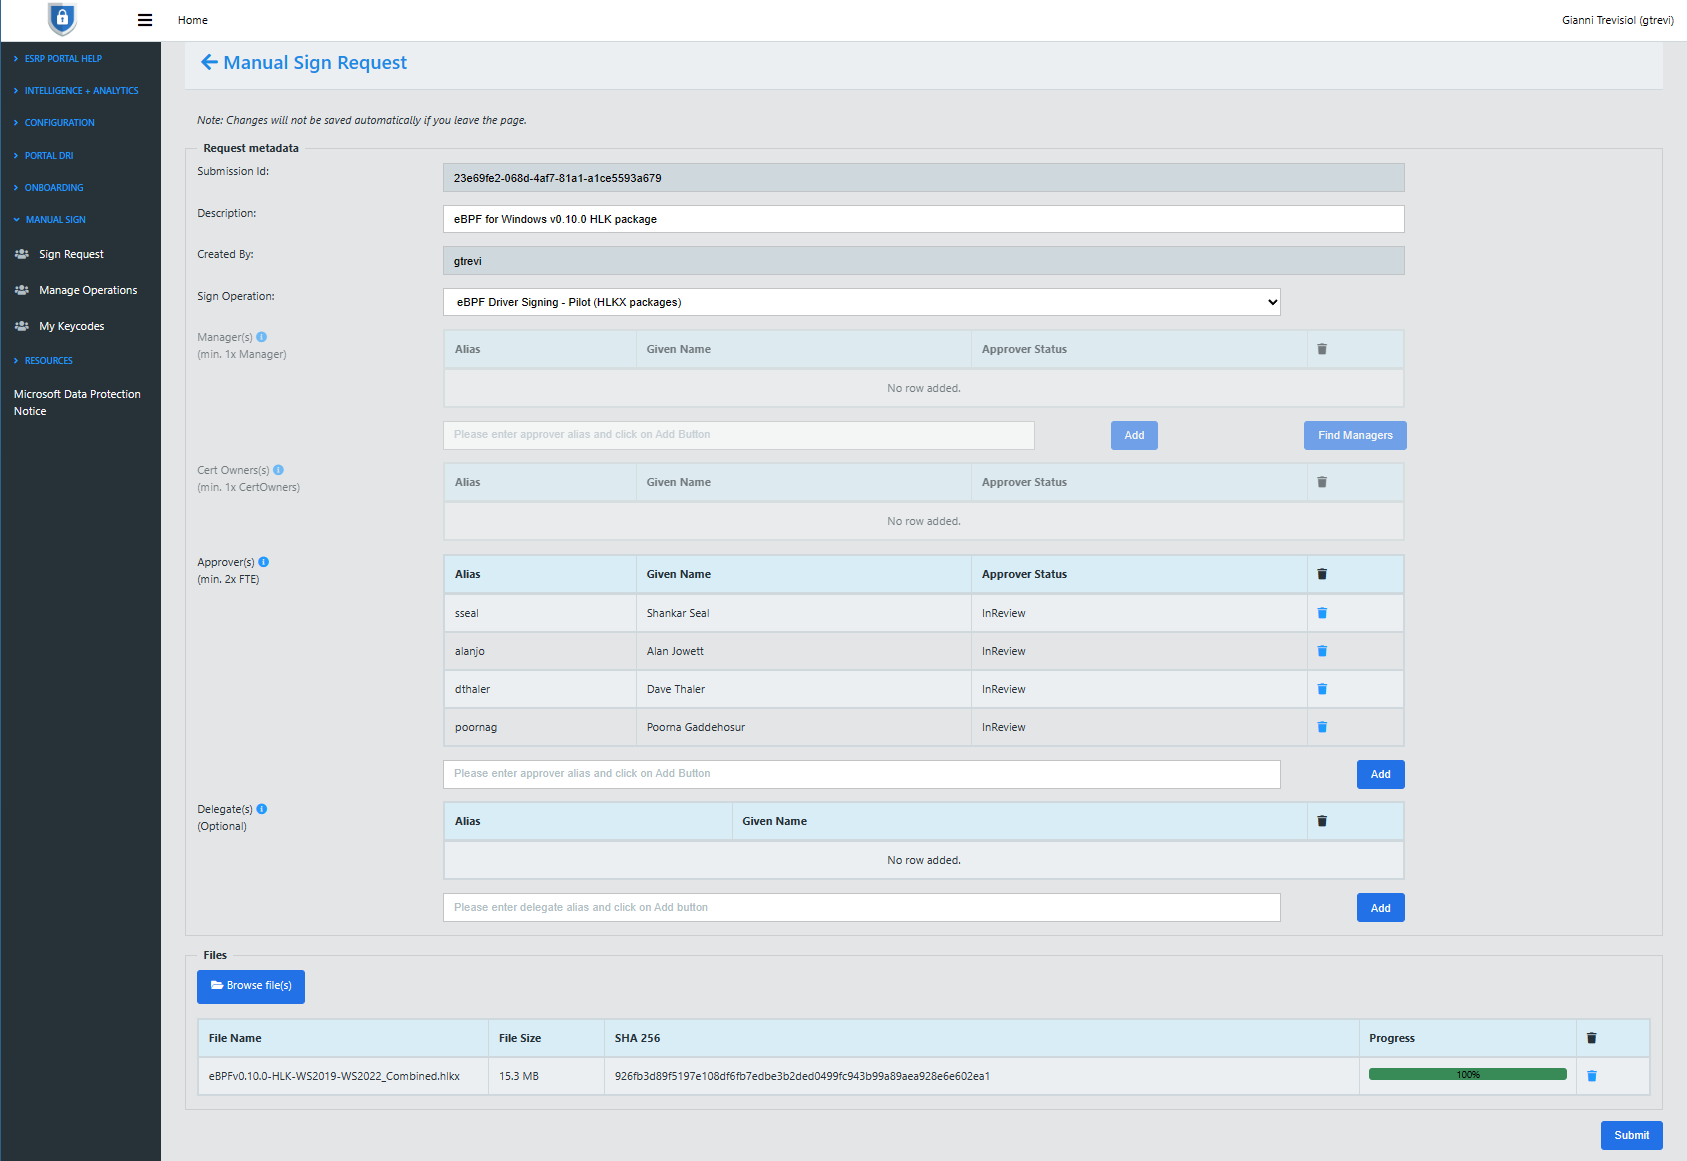 Home
Gianni Trevisiol (gtrevi)
ESRP PORTAL HELP
INTELLIGENCE + ANALYTICS
CONFIGURATION
PORTAL DRI
ONBOARDING
MANUAL SIGN
Sign Request
Manage Operations
My Keycodes
RESOURCES
Microsoft Data Protection
Notice
Manual Sign Request
Note: Changes will not be saved automatically if you leave the page.
Request metadata
Submission Id:
23e69fe2-068d-4af7-81a1-a1ce5593a679
Description:
eBPF for Windows v0.10.0 HLK package
Created By:
gtrevi
Sign Operation:
eBPF Driver Signing - Pilot (HLKX packages)
Manager(s)
(min. 1x Manager)
Alias Given Name Approver Status
No row added.
Please enter approver alias and click on Add Button
Add
Find Managers
Cert Owners(s)
(min. 1x CertOwners)
Alias Given Name Approver Status
No row added.
Approver(s)
(min. 2x FTE)
Alias Given Name Approver Status
sseal Shankar Seal InReview
alanjo Alan Jowett InReview
dthaler Dave Thaler InReview
poornag Poorna Gaddehosur InReview
Please enter approver alias and click on Add Button
Add
Delegate(s)
(Optional)
Alias Given Name
No row added.
Please enter delegate alias and click on Add button
Add
Files
Browse file(s)
File Name File Size SHA 256 Progress
eBPFv0.10.0-HLK-WS2019-WS2022_Combined.hlkx 15.3 MB 926fb3d89f5197e108df6fb7edbe3b2ded0499fc943b99a89aea928e6e602ea1 100%
Submit